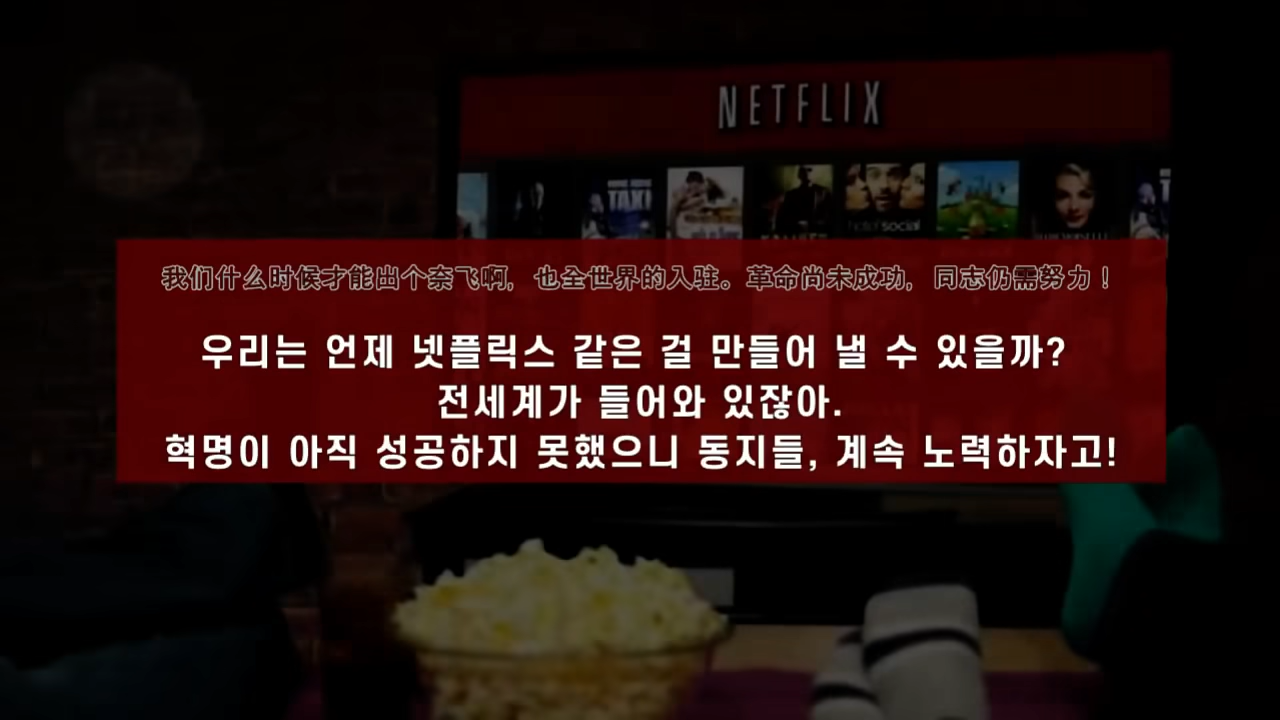 NETFLIX
TAXI
hotel social
我们什么时候才能出个奈飞啊，也全世界的入驻。革命尚未成功，同志仍需努力！
우리는 언제 넷플릭스 같은 걸 만들어 낼 수 있을까?
전세계가 들어와 있잖아.
혁명이 아직 성공하지 못했으니 동지들, 계속 노력하자고!